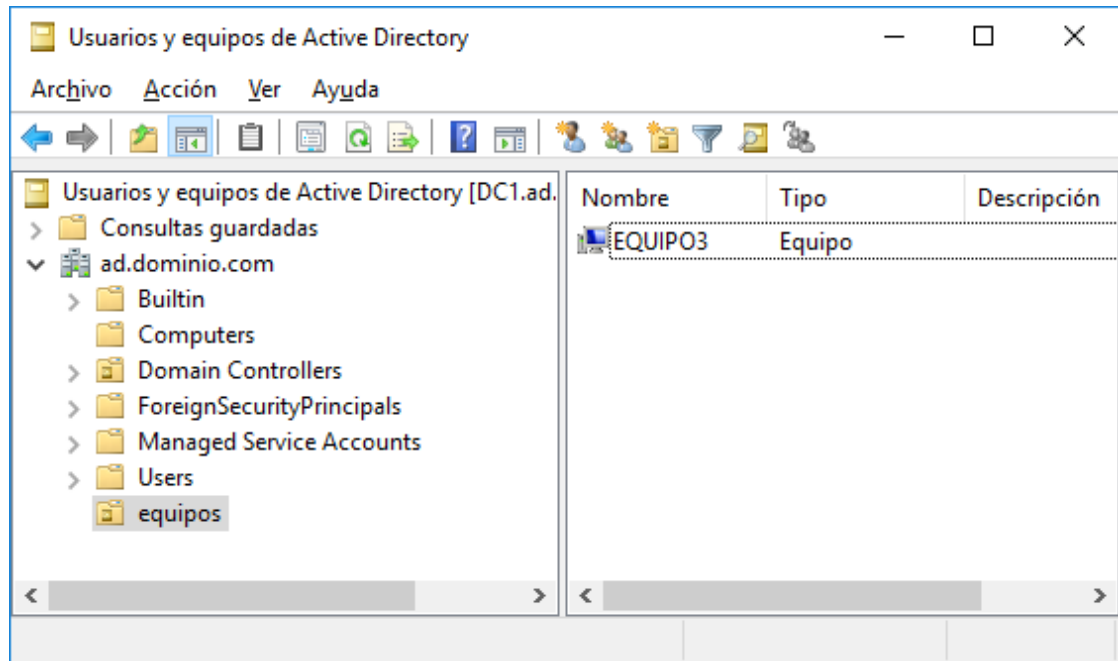 Usuarios y equipos de Active Directory
Archivo Acción Ver Ayuda
Usuarios y equipos de Active Directory [DC1.ad.
Consultas guardadas
ad.dominio.com
Builtin
Computers
Domain Controllers
ForeignSecurityPrincipals
Managed Service Accounts
Users
equipos
Nombre Tipo Descripción
EQUIPO3 Equipo